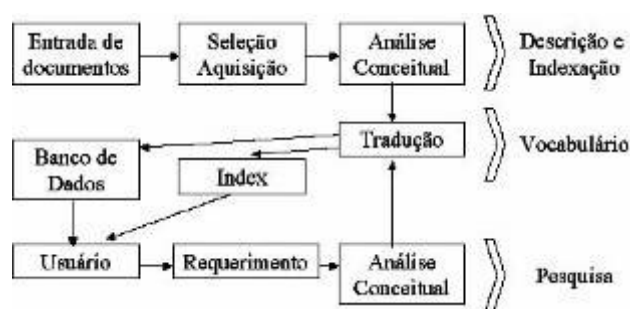 Entrada de
documentos
Seleção
Aquisição
Análise
Conceitual
Descrição e
Indexação
Tradução
Vocabulário
Banco de
Dados
Index
Usuário
Requerimento
Análise
Conceitual
Pesquisa